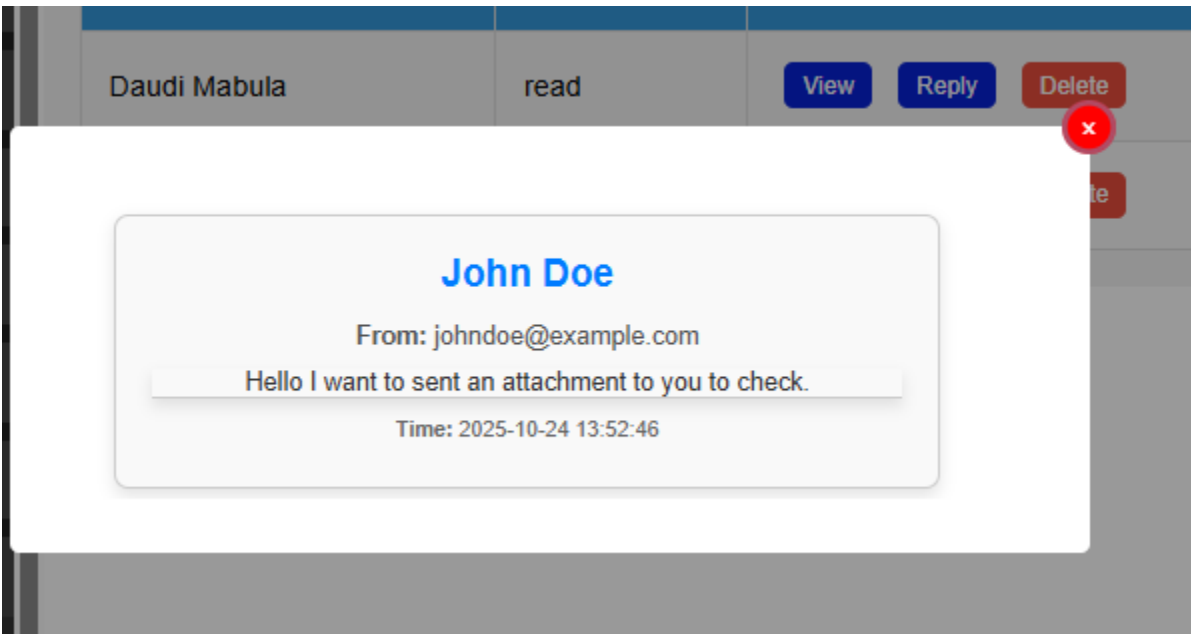 Daudi Mabula read View Reply Delete
x
te
John Doe
From: johndoe@example.com
Hello I want to sent an attachment to you to check.
Time: 2025-10-24 13:52:46